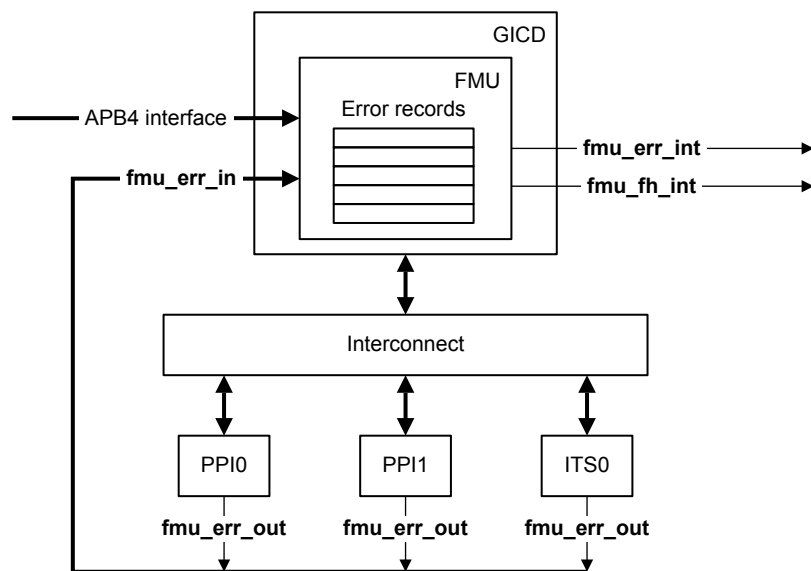 GICD
FMU
Error records
APB4 interface
fmu_err_int
fmu_err_in
fmu_fh_int
Interconnect
PPI0 PPI1 ITS0
fmu_err_out fmu_err_out fmu_err_out